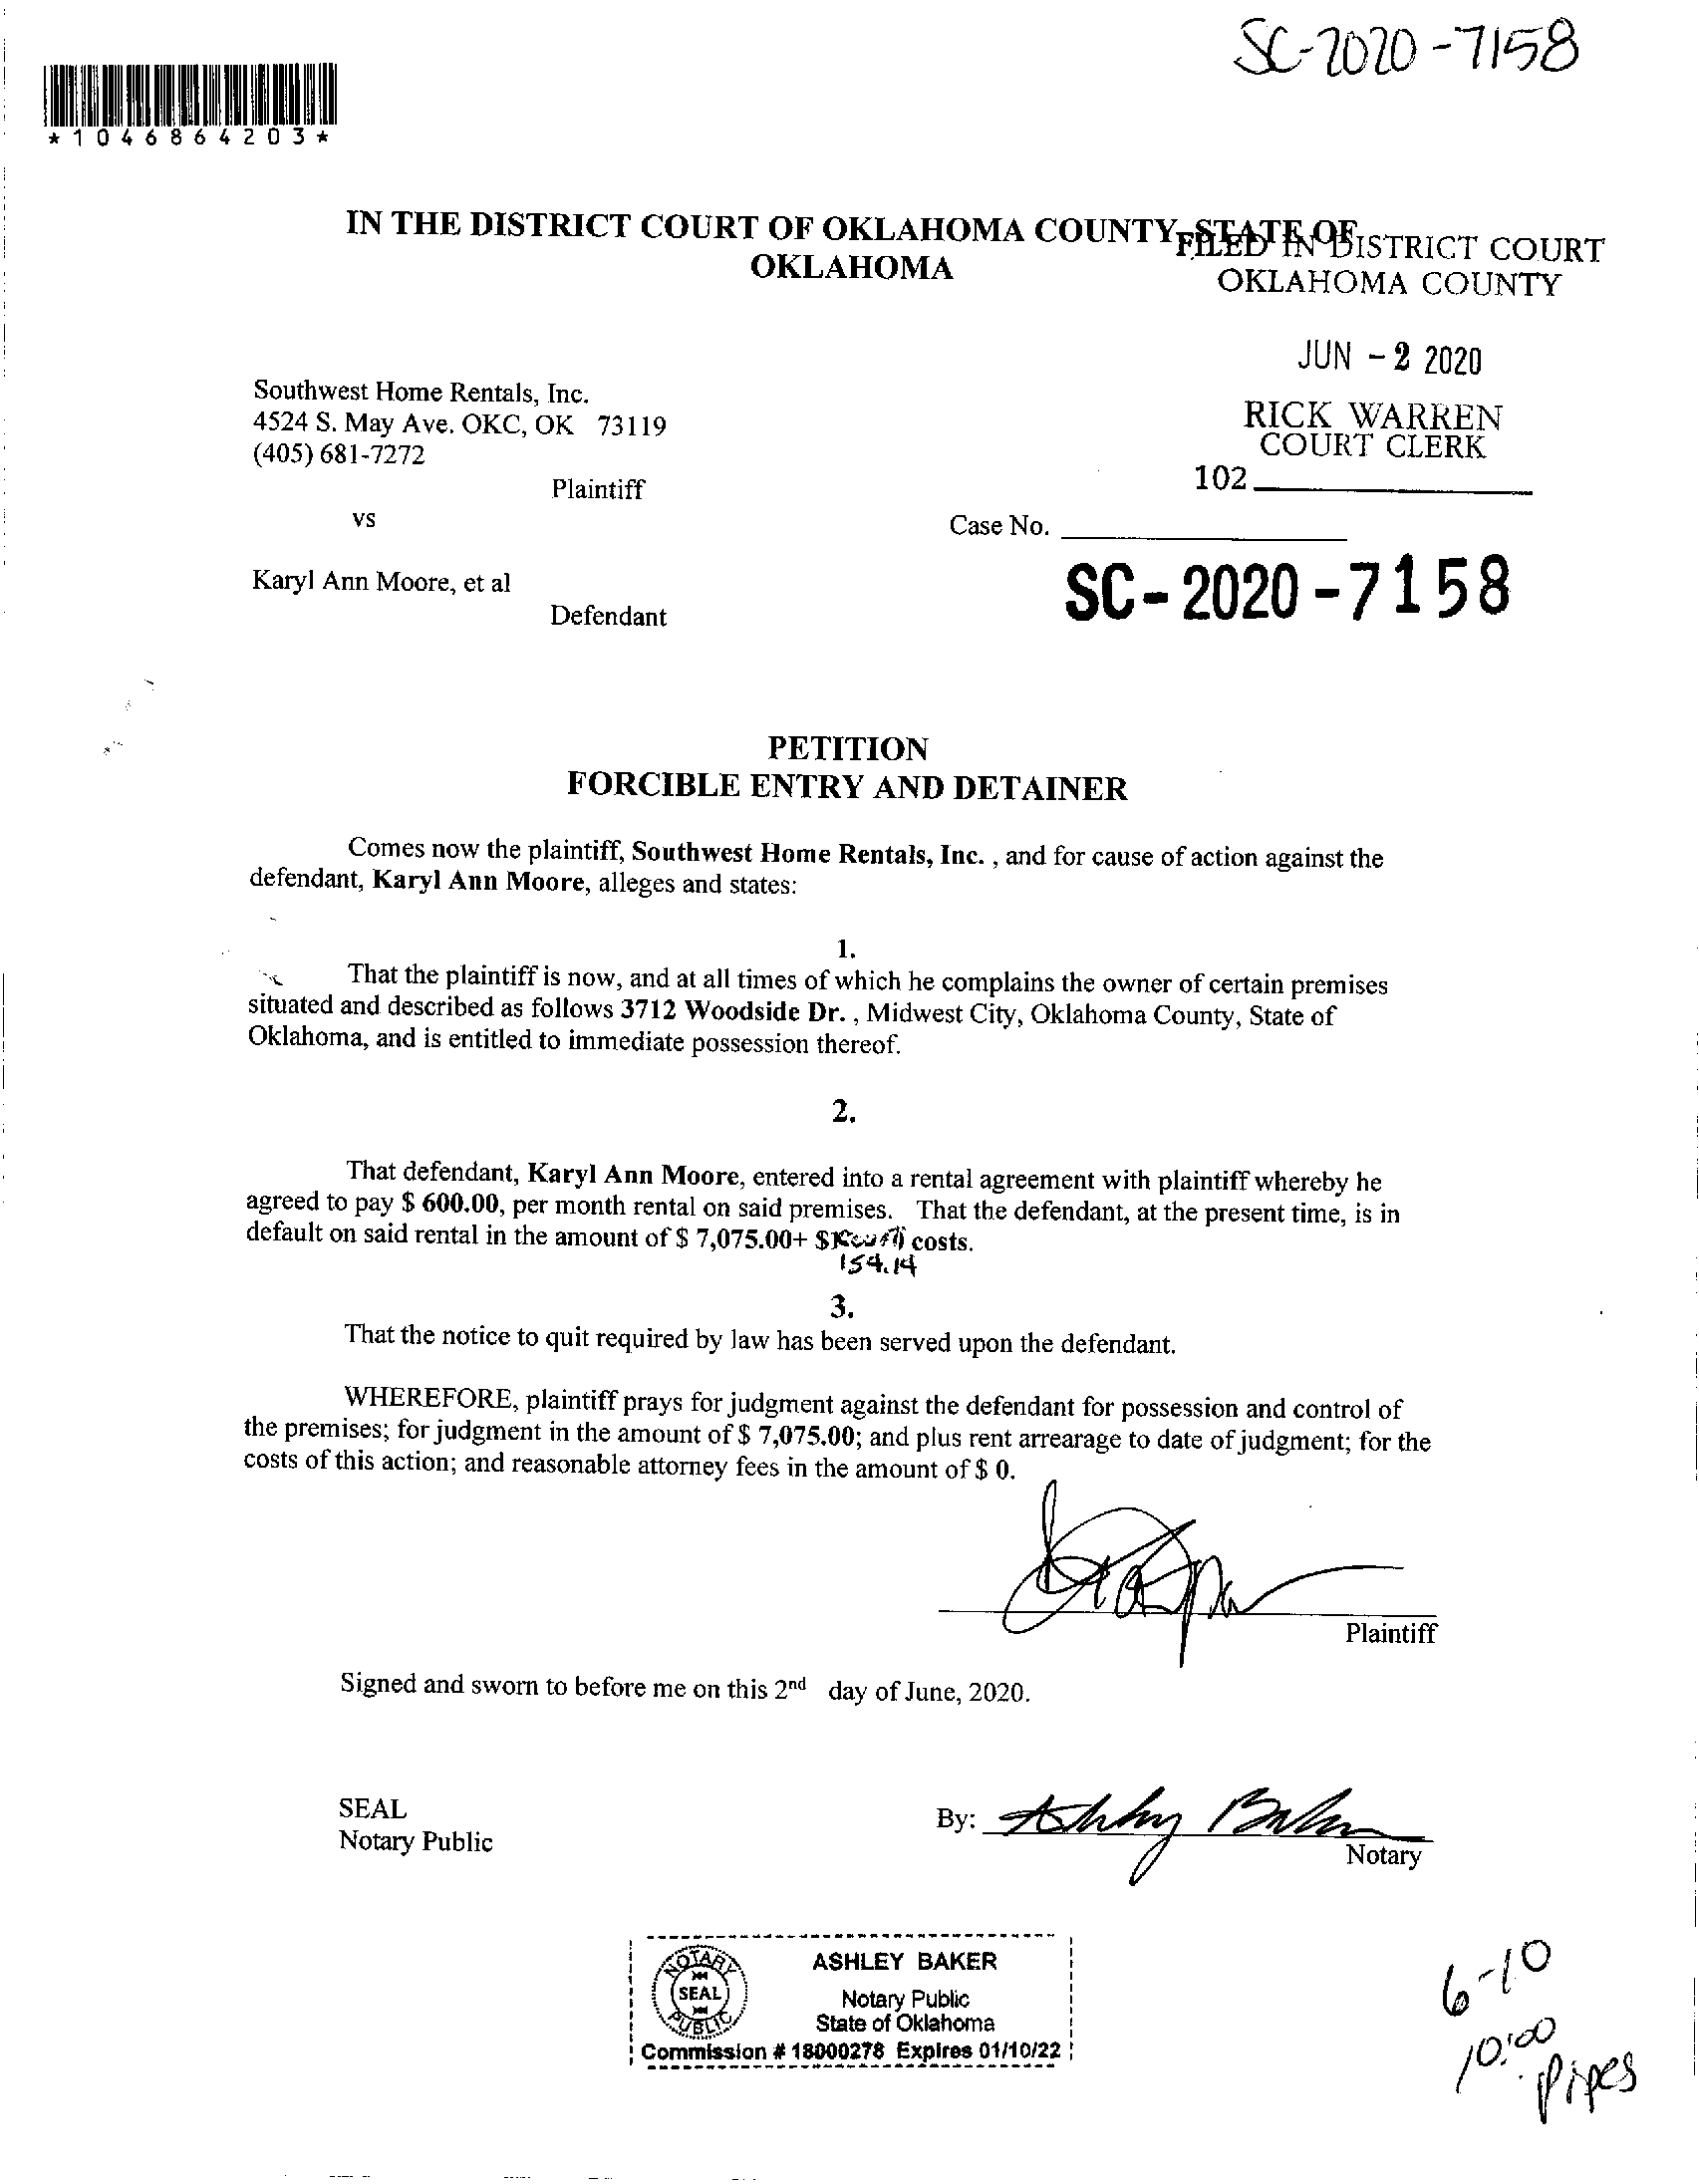 SC-2020-7158
*1046864203*
IN THE DISTRICT COURT OF OKLAHOMA COUNTY, STATE OF
OKLAHOMA
FILED IN DISTRICT COURT
OKLAHOMA COUNTY
JUN -2 2020
RICK WARREN
COURT CLERK
102
Southwest Home Rentals, Inc.
4524 S. May Ave. OKC, OK 73119
(405) 681-7272
Plaintiff
vs
Case No.
SC-2020-7158
Karyl Ann Moore, et al
Defendant
PETITION
FORCIBLE ENTRY AND DETAINER
Comes now the plaintiff, Southwest Home Rentals, Inc. , and for cause of action against the
defendant, Karyl Ann Moore, alleges and states:
1.
That the plaintiff is now, and at all times of which he complains the owner of certain premises
situated and described as follows 3712 Woodside Dr. , Midwest City, Oklahoma County, State of
Oklahoma, and is entitled to immediate possession thereof.
2.
That defendant, Karyl Ann Moore, entered into a rental agreement with plaintiff whereby he
agreed to pay $ 600.00, per month rental on said premises. That the defendant, at the present time, is in
default on said rental in the amount of $ 7,075.00+ $ costs.
154.14
3.
That the notice to quit required by law has been served upon the defendant.
WHEREFORE, plaintiff prays for judgment against the defendant for possession and control of
the premises; for judgment in the amount of $ 7,075.00; and plus rent arrearage to date of judgment; for the
costs of this action; and reasonable attorney fees in the amount of $ 0.
Plaintiff
Signed and sworn to before me on this 2nd day of June, 2020.
SEAL
Notary Public
By: Ashley Baker
Notary
NOTARY
SEAL
PUBLIC
ASHLEY BAKER
Notary Public
State of Oklahoma
Commission # 18000278 Expires 01/10/22
6-10
10:00
Pipes